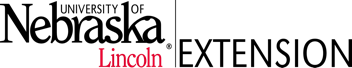 UNIVERSITY OF
Nebraska
Lincoln® EXTENSION